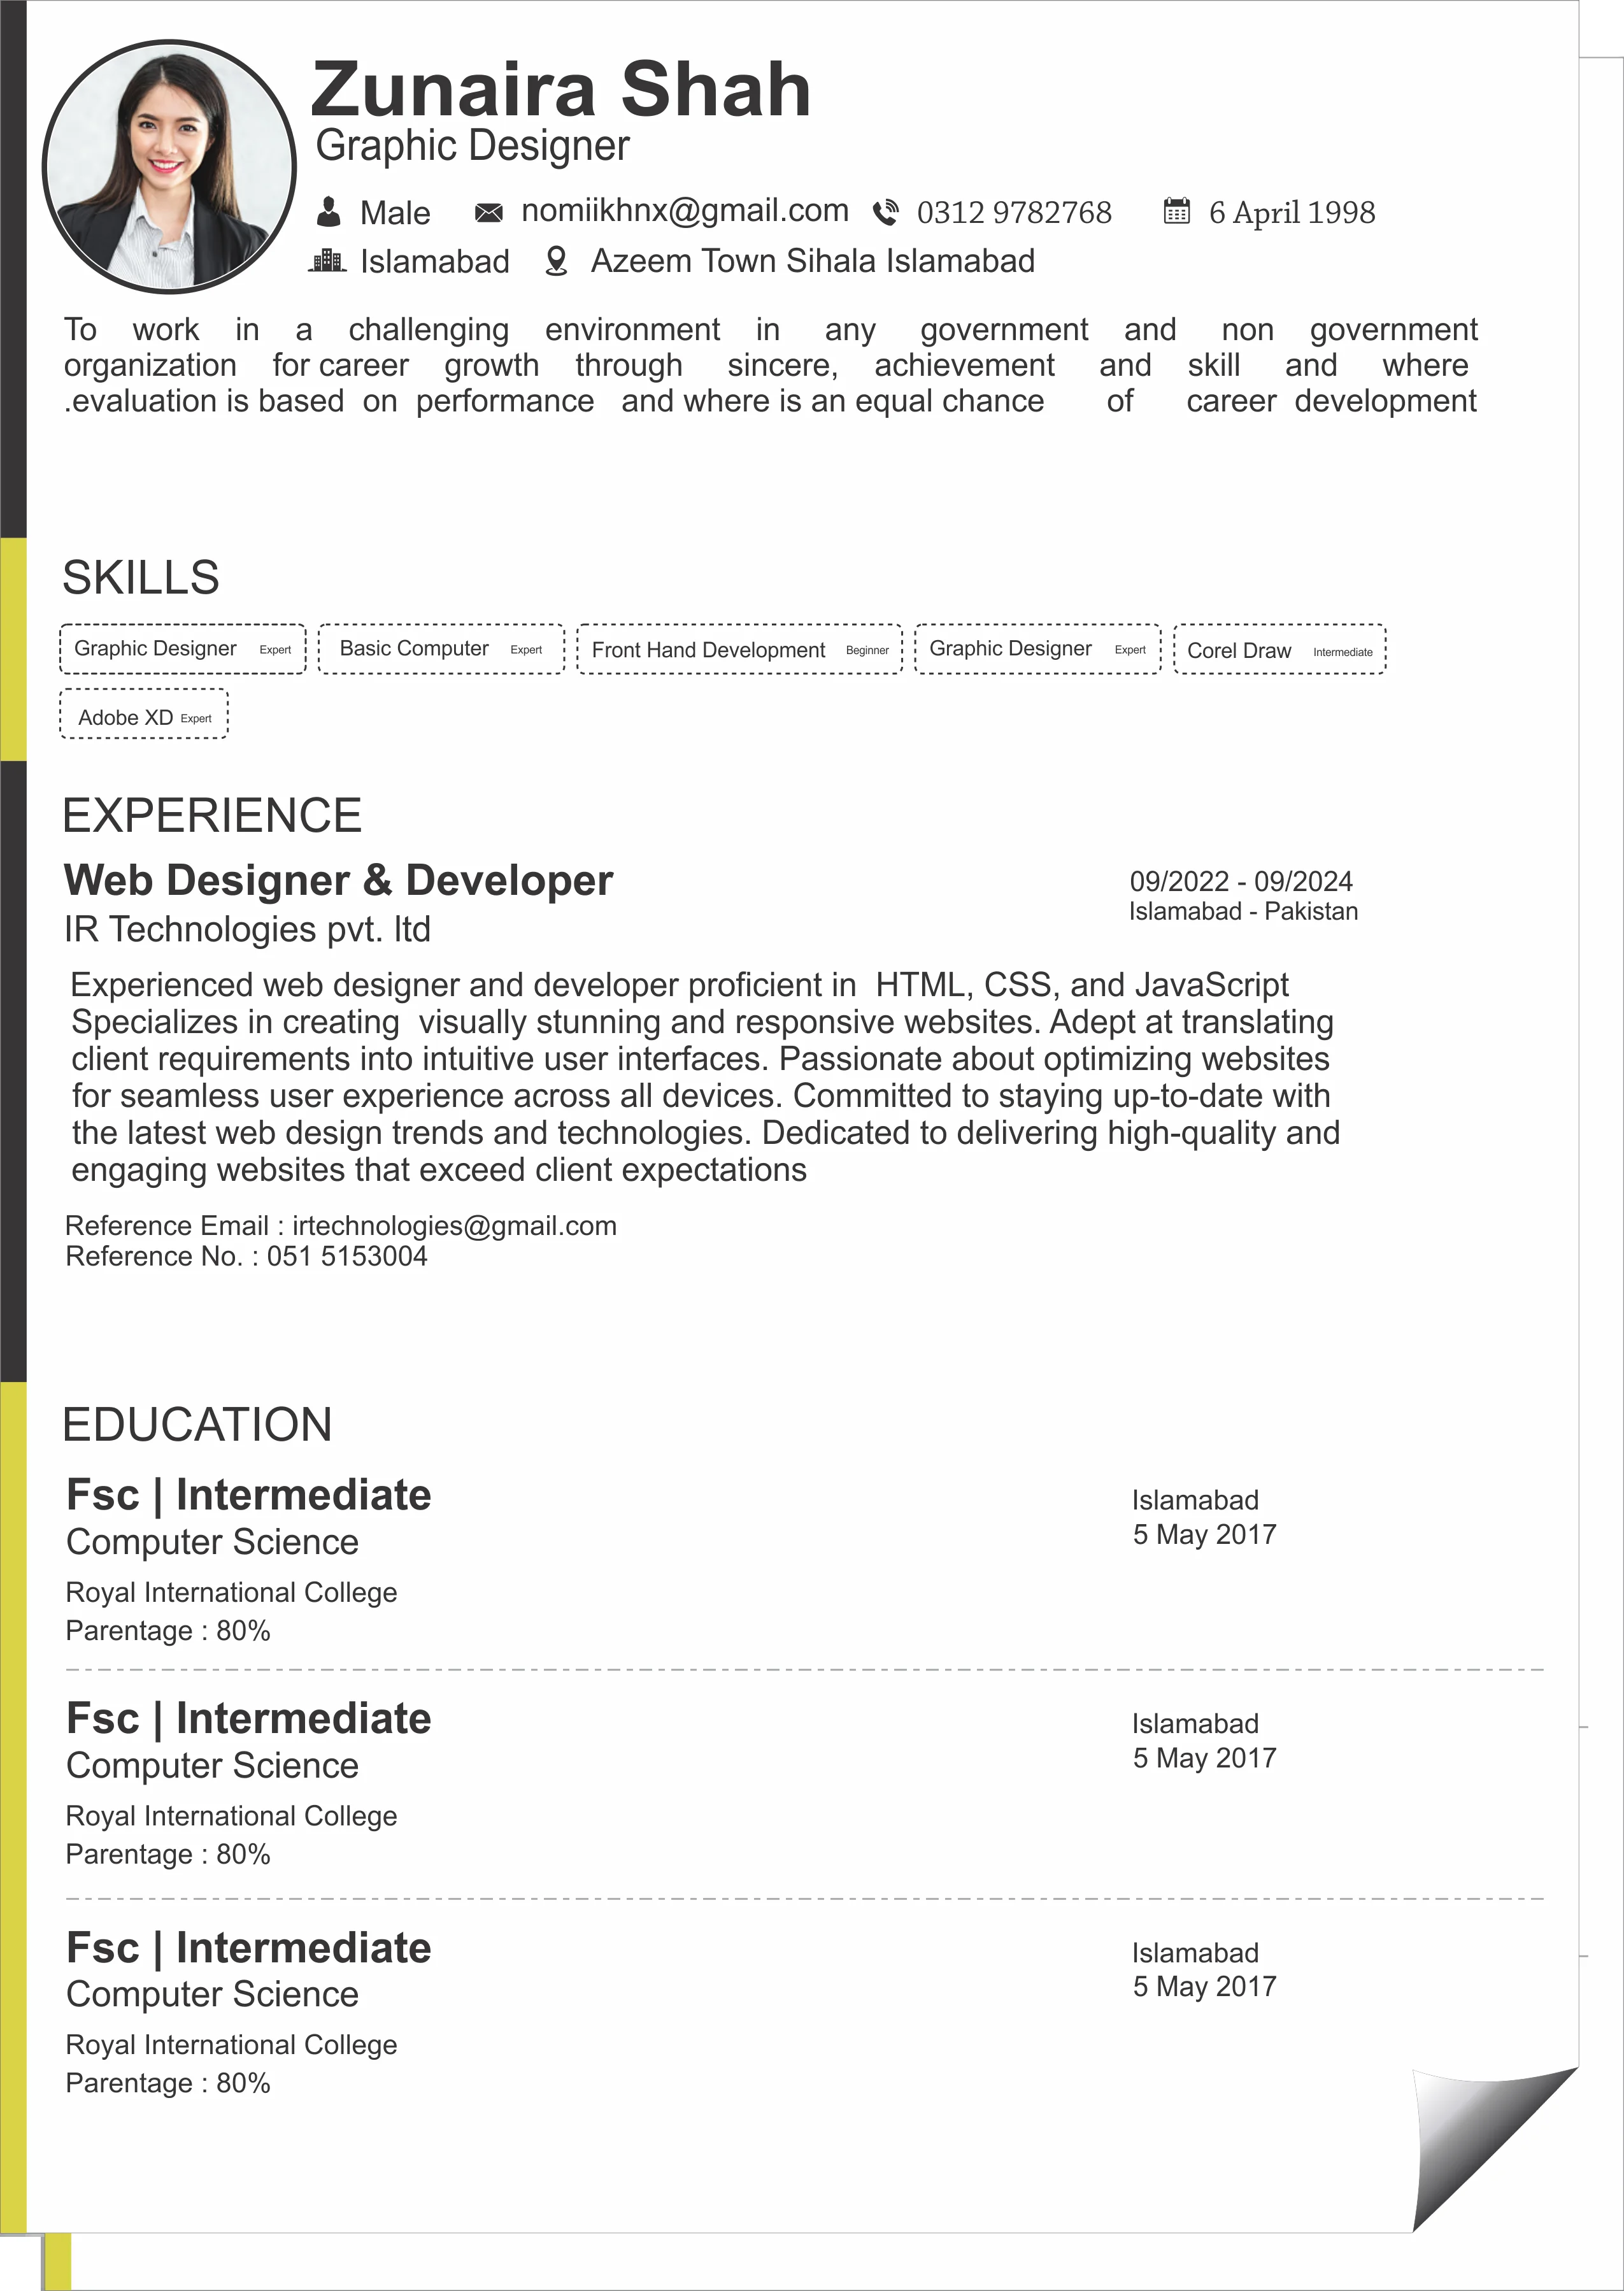 Zunaira Shah
Graphic Designer
Male nomiikhnx@gmail.com 0312 9782768 6 April 1998
Islamabad Azeem Town Sihala Islamabad
To work in a challenging environment in any government and non government
organization for career growth through sincere, achievement and skill and where
.evaluation is based on performance and where is an equal chance of career development
SKILLS
Graphic Designer Expert Basic Computer Expert Front Hand Development Beginner Graphic Designer Expert Corel Draw Intermediate
Adobe XD Expert
EXPERIENCE
Web Designer & Developer 09/2022 - 09/2024
IR Technologies pvt. ltd Islamabad - Pakistan
Experienced web designer and developer proficient in HTML, CSS, and JavaScript
Specializes in creating visually stunning and responsive websites. Adept at translating
client requirements into intuitive user interfaces. Passionate about optimizing websites
for seamless user experience across all devices. Committed to staying up-to-date with
the latest web design trends and technologies. Dedicated to delivering high-quality and
engaging websites that exceed client expectations
Reference Email : irtechnologies@gmail.com
Reference No. : 051 5153004
EDUCATION
Fsc | Intermediate Islamabad
Computer Science 5 May 2017
Royal International College
Parentage : 80%
Fsc | Intermediate Islamabad
Computer Science 5 May 2017
Royal International College
Parentage : 80%
Fsc | Intermediate Islamabad
Computer Science 5 May 2017
Royal International College
Parentage : 80%